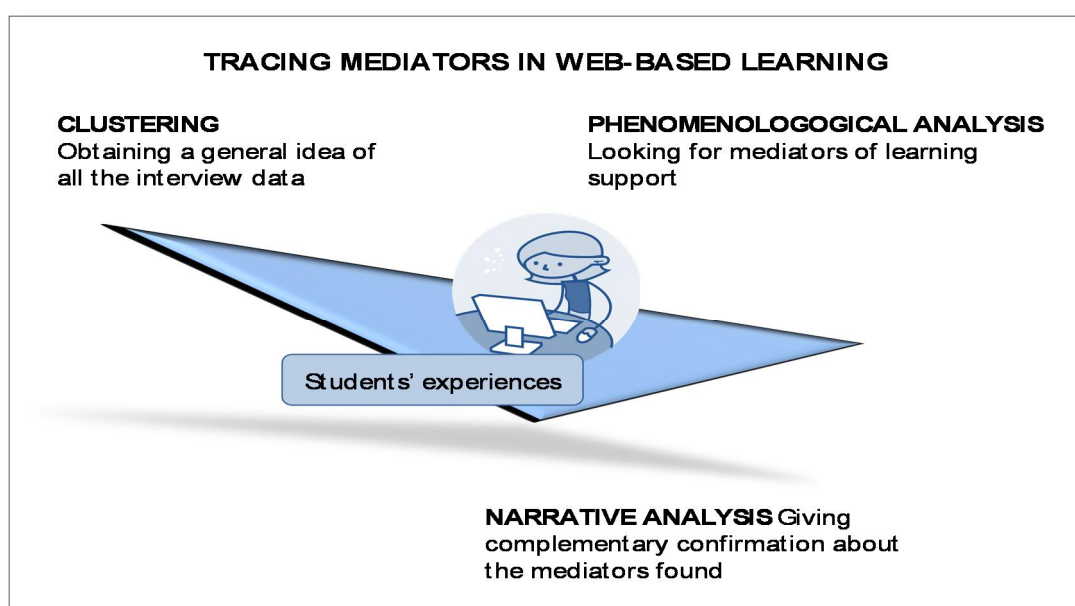 TRACING MEDIATORS IN WEB-BASED LEARNING
CLUSTERING
Obtaining a general idea of
all the interview data
PHENOMENOLOGOGICAL ANALYSIS
Looking for mediators of learning
support
Students' experiences
NARRATIVE ANALYSIS Giving
complementary confirmation about
the mediators found